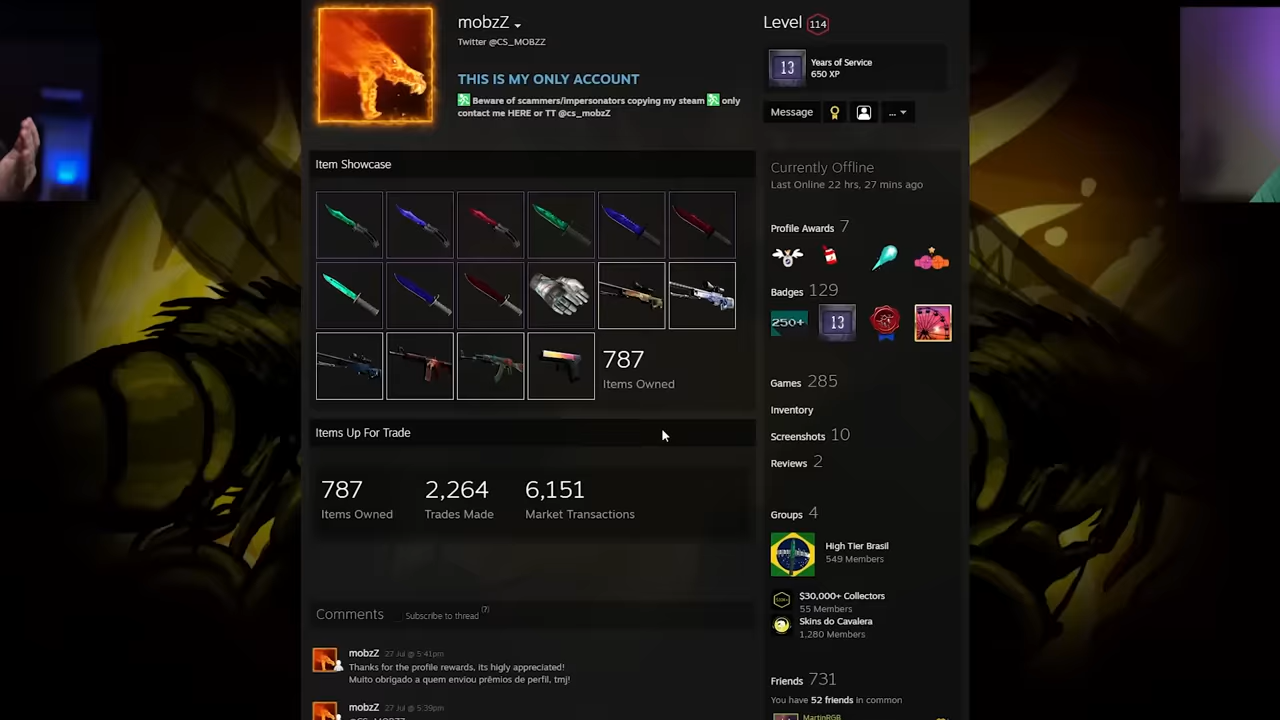 mobzZ
Twitter @CS_MOBZZ
THIS IS MY ONLY ACCOUNT
Beware of scammers/impersonators copying my steam only
contact me HERE or TT @cs_mobzZ
Level 114
13
Years of Service
650 XP
Message
...
Item Showcase
787
Items Owned
Items Up For Trade
787
Items Owned
2,264
Trades Made
6,151
Market Transactions
Comments
Subscribe to thread (?)
mobzZ 27 Jul @ 5:41pm
Thanks for the profile rewards, its higly appreciated!
Muito obrigado a quem enviou prêmios de perfil, tmj!
mobzZ 27 Jul @ 5:39pm
@CS_MOBZZ
Currently Offline
Last Online 22 hrs, 27 mins ago
Profile Awards 7
Badges 129
250+
13
Games 285
Inventory
Screenshots 10
Reviews 2
Groups 4
High Tier Brasil
549 Members
$30,000+ Collectors
55 Members
Skins do Cavalera
1,280 Members
Friends 731
You have 52 friends in common
MartinRGB